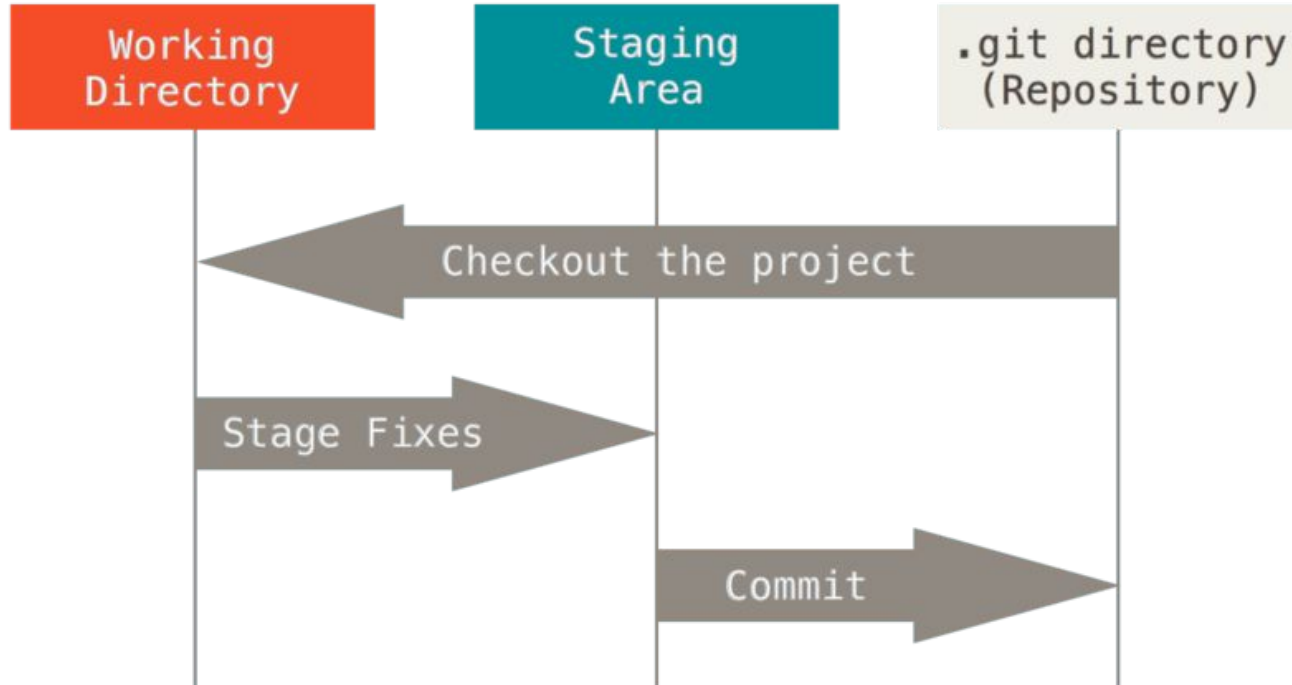 Working
Directory
Staging
Area
.git directory
(Repository)
Checkout the project
Stage Fixes
Commit